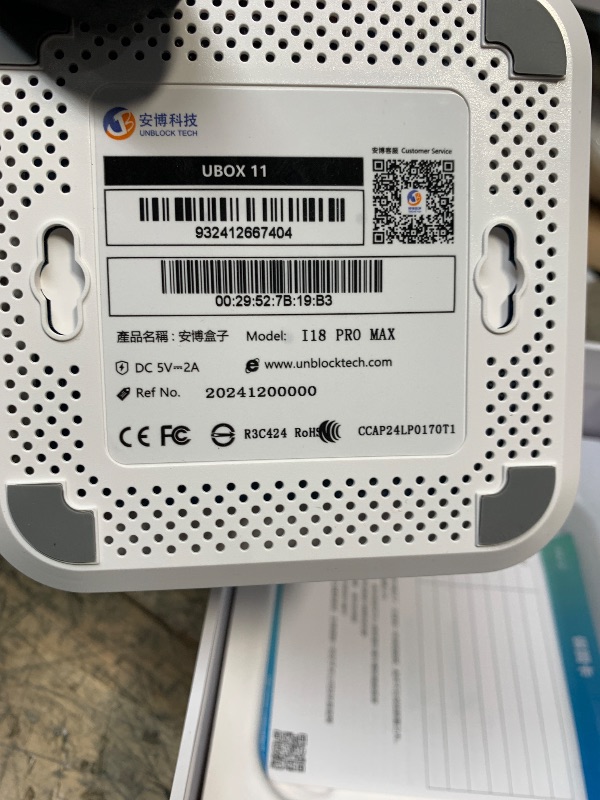 安博科技
UNBLOCK TECH
安博客服 Customer Service
UBOX 11
932412667404
00:29:52:7B:19:B3
產品名稱：安博盒子 Model: I18 PRO MAX
DC 5V⎓2A www.unblocktech.com
Ref No. 20241200000
CE FC R3C424 RoHS CCAP24LP0170T1